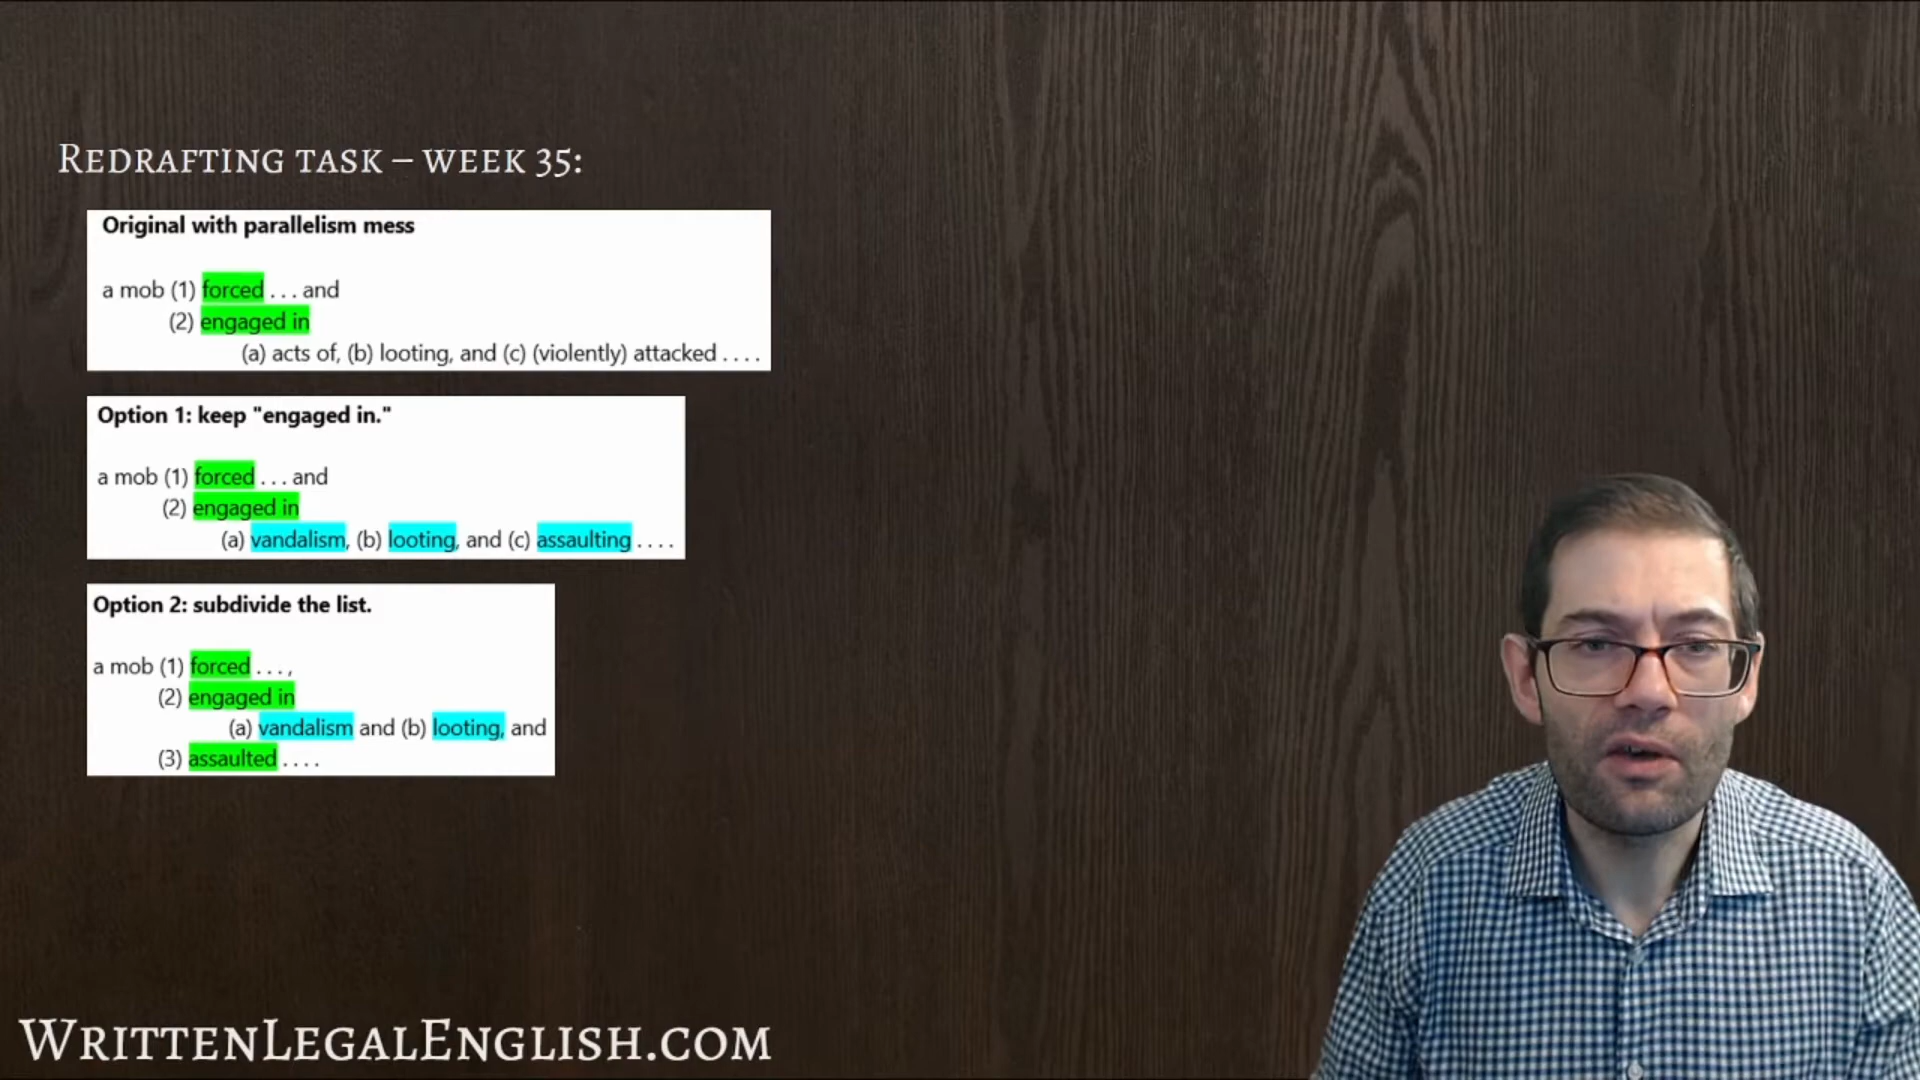 Redrafting task – week 35:
Original with parallelism mess
a mob (1) forced . . . and
(2) engaged in
(a) acts of, (b) looting, and (c) (violently) attacked . . . .
Option 1: keep "engaged in."
a mob (1) forced . . . and
(2) engaged in
(a) vandalism, (b) looting, and (c) assaulting . . . .
Option 2: subdivide the list.
a mob (1) forced . . . ,
(2) engaged in
(a) vandalism and (b) looting, and
(3) assaulted . . . .
WrittenLegalEnglish.com